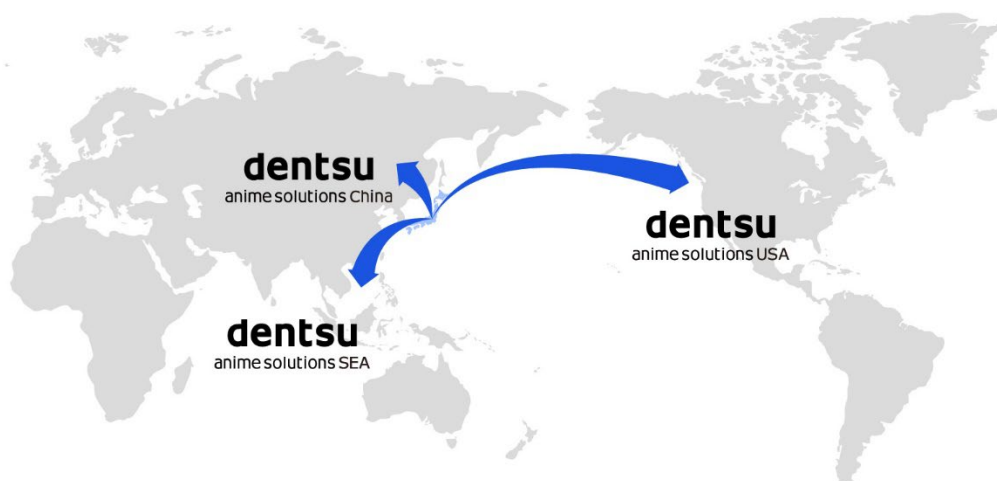 dentsu
anime solutions China
dentsu
anime solutions USA
dentsu
anime solutions SEA